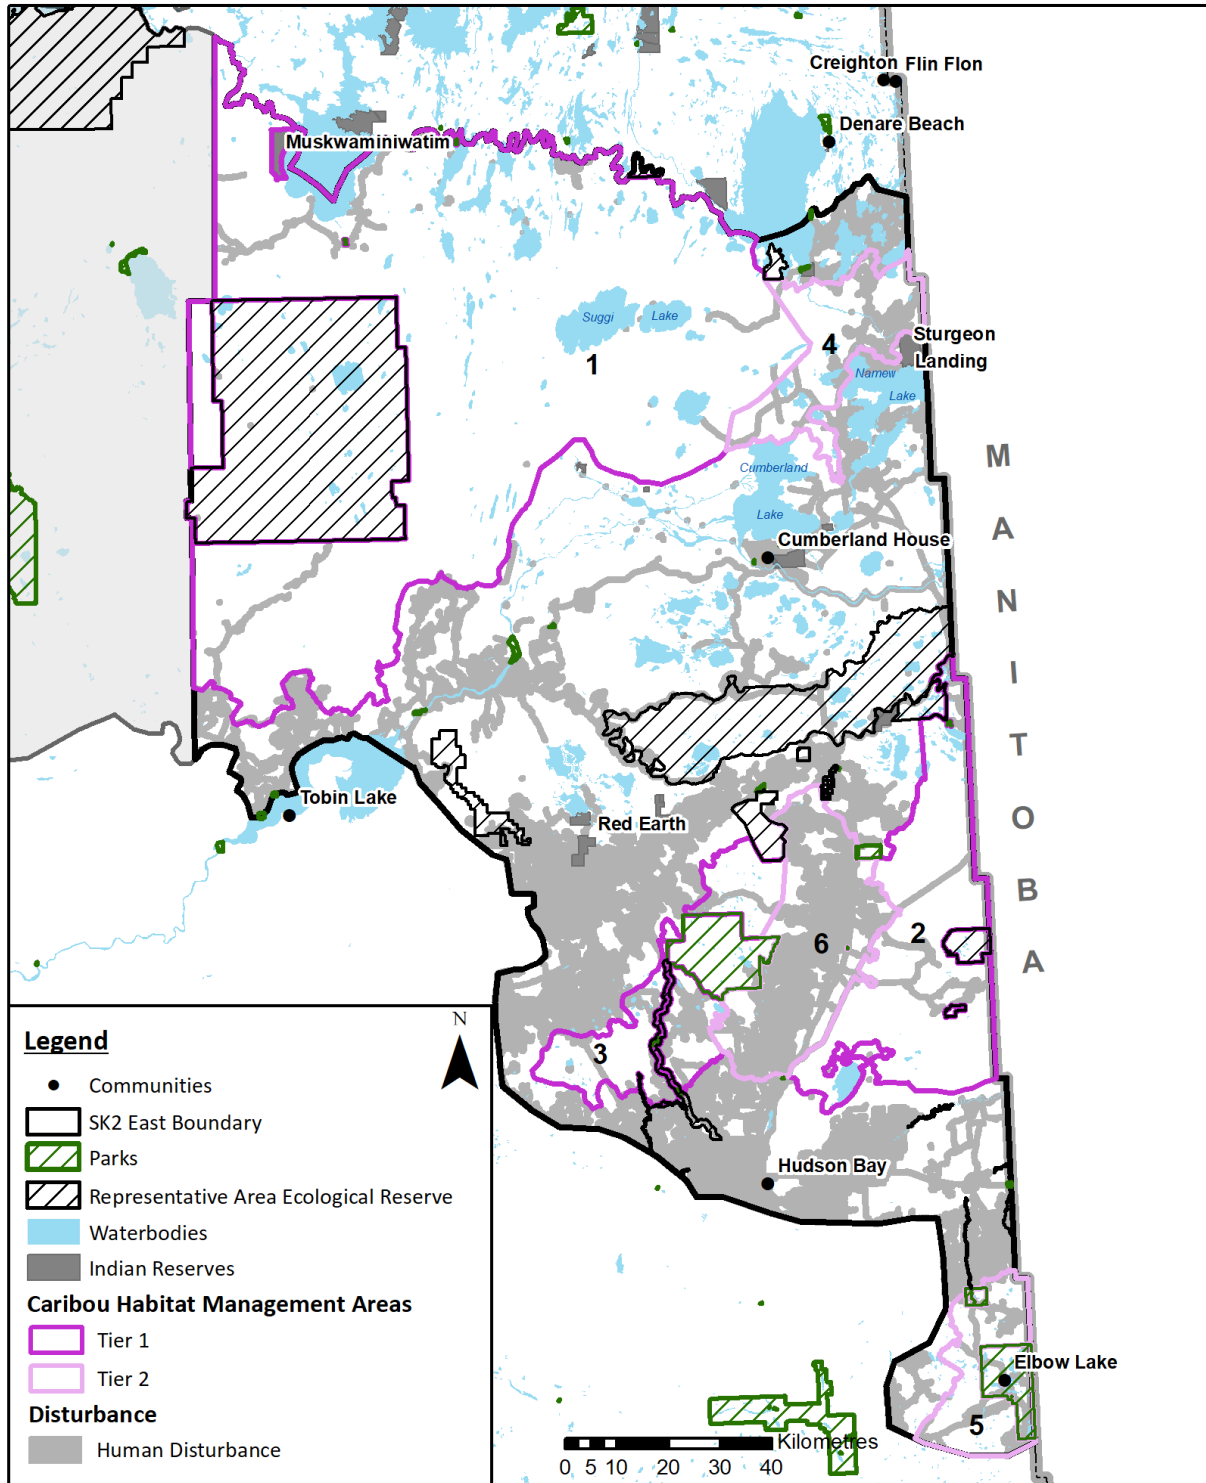 Creighton Flin Flon
Denare Beach
Muskwaminiwatim
Suggi Lake
1
4
Sturgeon
Landing
Namew
Lake
Cumberland
Lake
Cumberland House
MANITOBA
Tobin Lake
Red Earth
6
2
3
Hudson Bay
Elbow Lake
5
N
Legend
Communities
SK2 East Boundary
Parks
Representative Area Ecological Reserve
Waterbodies
Indian Reserves
Caribou Habitat Management Areas
Tier 1
Tier 2
Disturbance
Human Disturbance
Kilometres
0 5 10 20 30 40